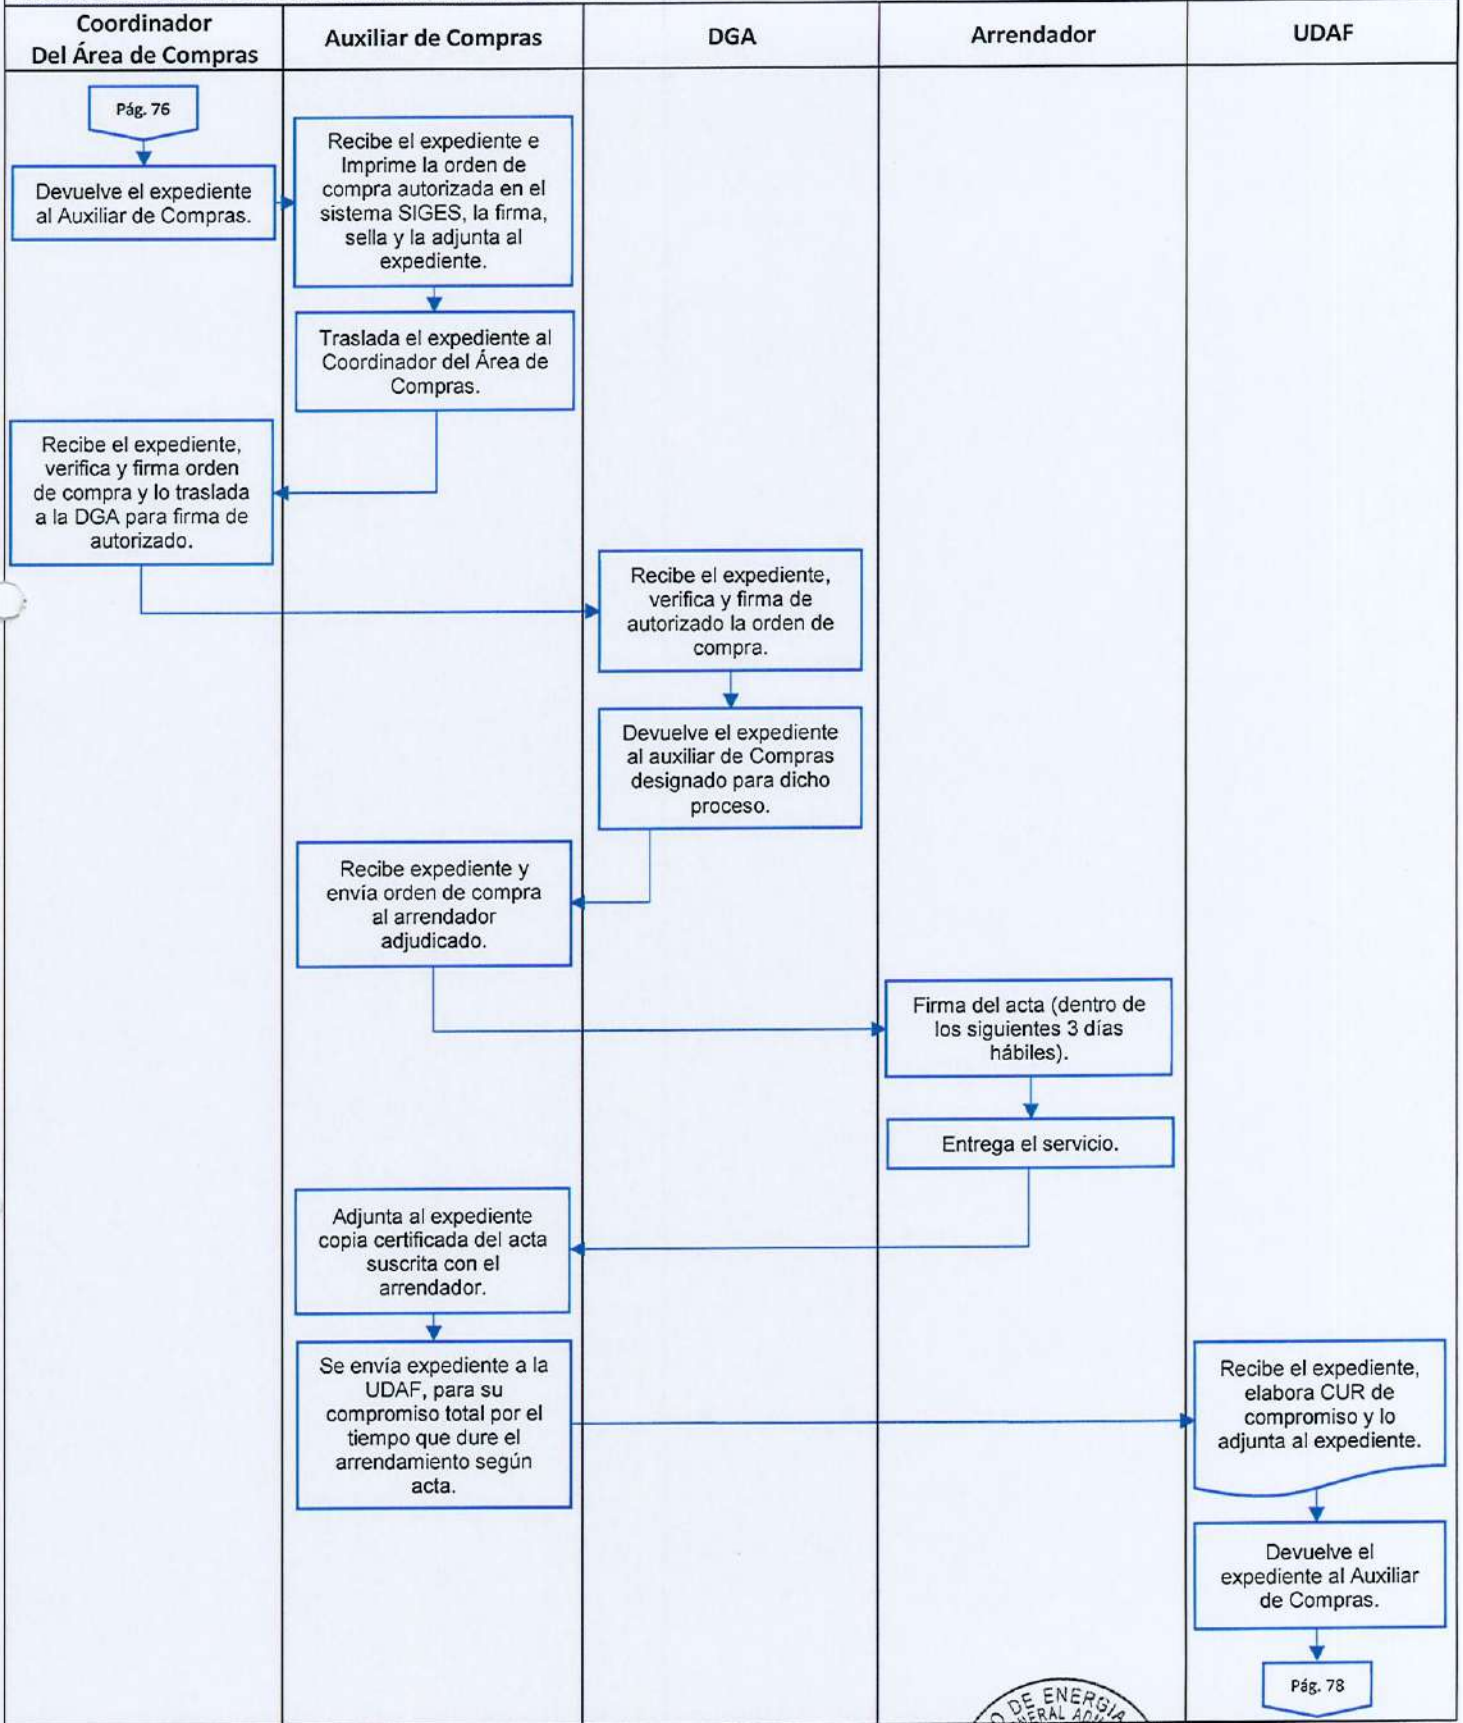 Coordinador
Del Área de Compras
Auxiliar de Compras
DGA
Arrendador
UDAF
Pág. 76
Devuelve el expediente
al Auxiliar de Compras.
Recibe el expediente e
Imprime la orden de
compra autorizada en el
sistema SIGES, la firma,
sella y la adjunta al
expediente.
Traslada el expediente al
Coordinador del Área de
Compras.
Recibe el expediente,
verifica y firma orden
de compra y lo traslada
a la DGA para firma de
autorizado.
Recibe el expediente,
verifica y firma de
autorizado la orden de
compra.
Devuelve el expediente
al auxiliar de Compras
designado para dicho
proceso.
Recibe expediente y
envía orden de compra
al arrendador
adjudicado.
Firma del acta (dentro de
los siguientes 3 días
hábiles).
Entrega el servicio.
Adjunta al expediente
copia certificada del acta
suscrita con el
arrendador.
Se envía expediente a la
UDAF, para su
compromiso total por el
tiempo que dure el
arrendamiento según
acta.
Recibe el expediente,
elabora CUR de
compromiso y lo
adjunta al expediente.
Devuelve el
expediente al Auxiliar
de Compras.
Pág. 78
DE ENERGIA